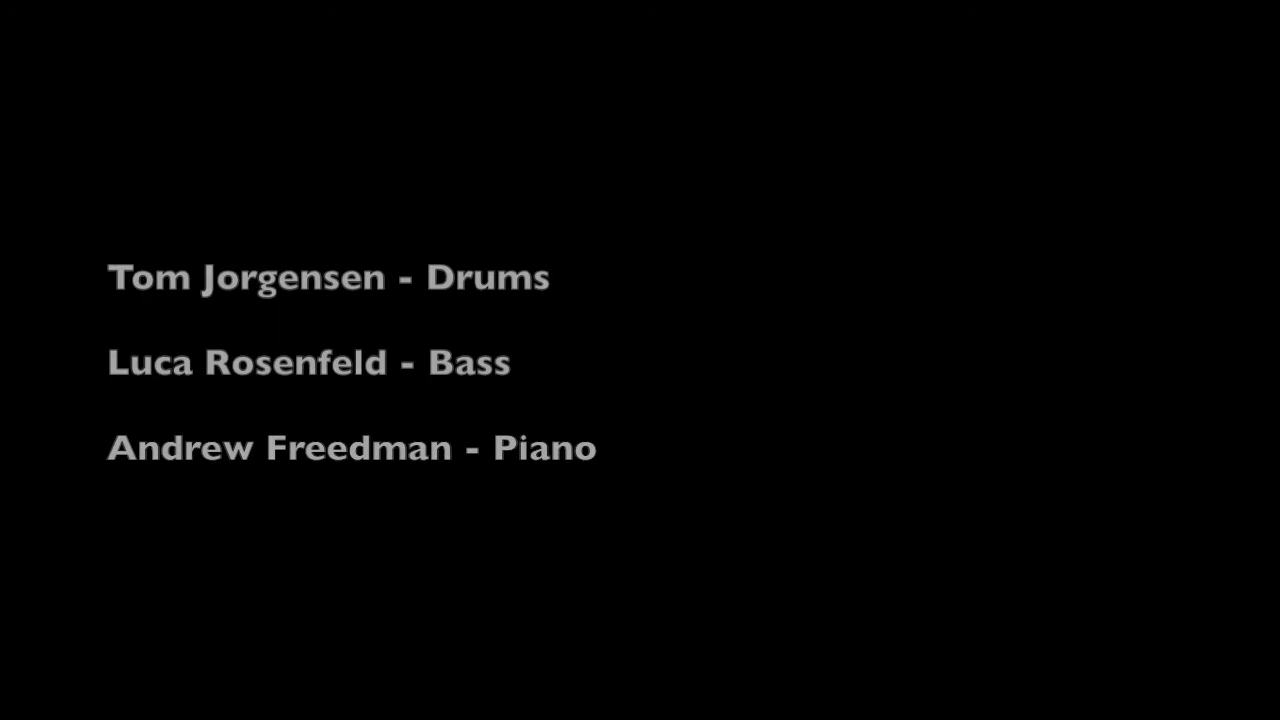 Tom Jorgensen - Drums
Luca Rosenfeld - Bass
Andrew Freedman - Piano